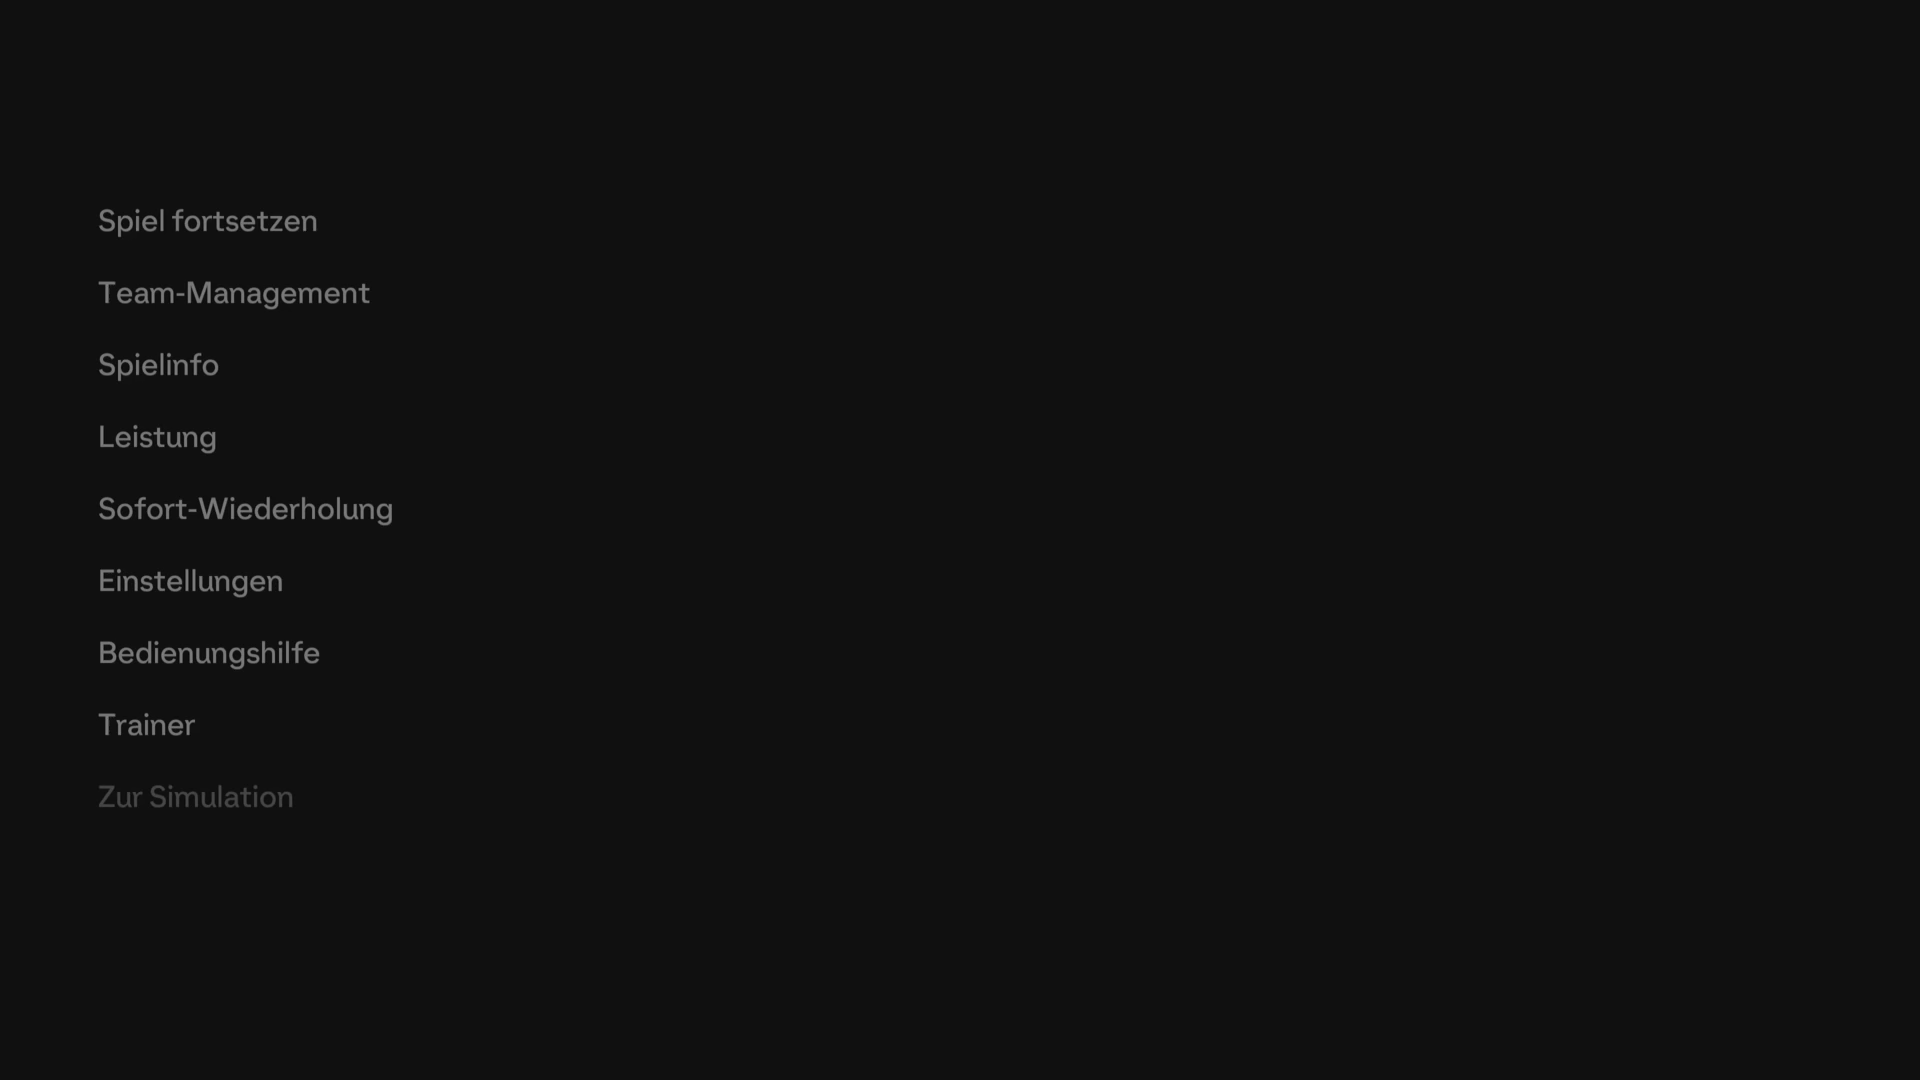 Spiel fortsetzen
Team-Management
Spielinfo
Leistung
Sofort-Wiederholung
Einstellungen
Bedienungshilfe
Trainer
Zur Simulation